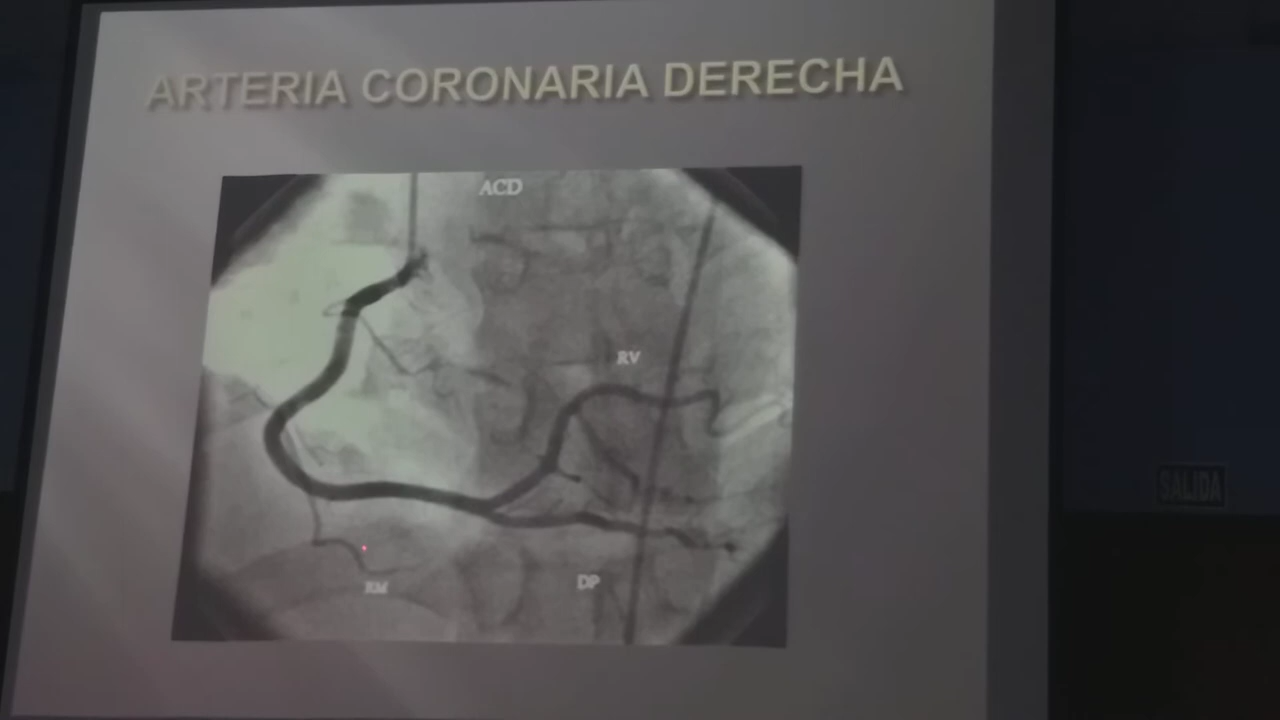 ARTERIA CORONARIA DERECHA
ACD
RV
RM
DP
SALIDA